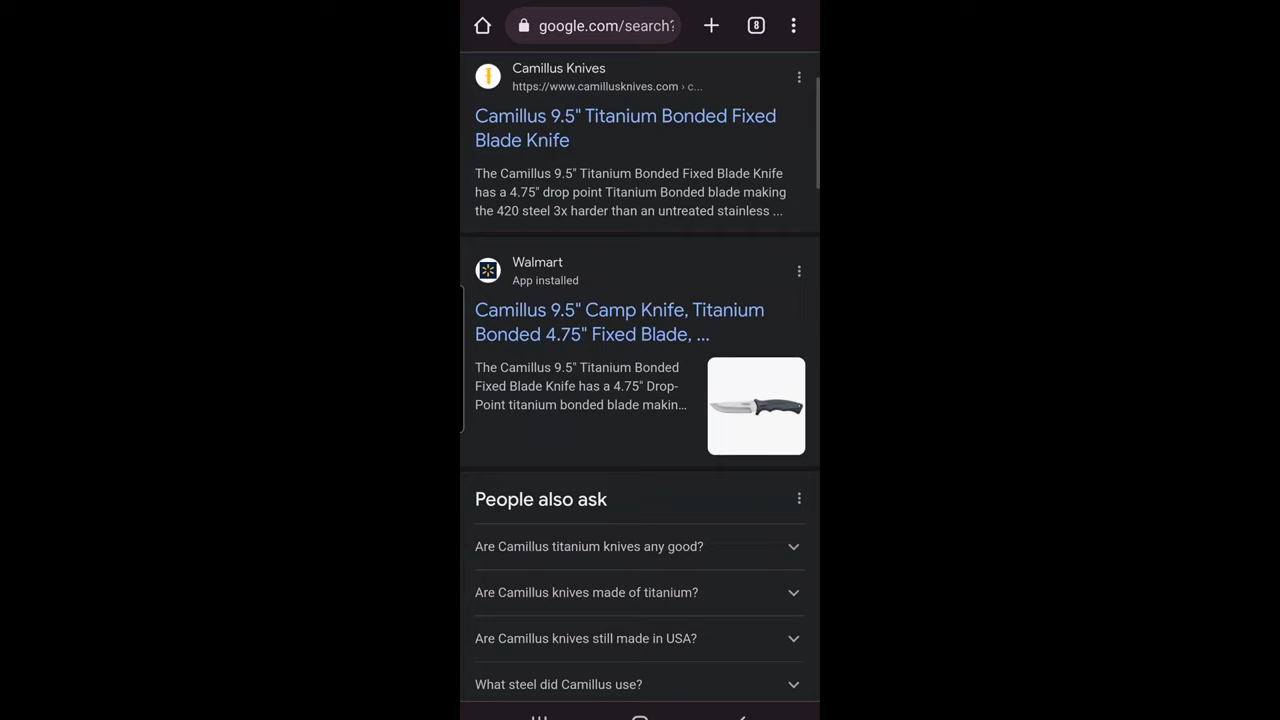 google.com/search?
8
Camillus Knives
https://www.camillusknives.com › c...
Camillus 9.5" Titanium Bonded Fixed
Blade Knife
The Camillus 9.5" Titanium Bonded Fixed Blade Knife
has a 4.75" drop point Titanium Bonded blade making
the 420 steel 3x harder than an untreated stainless ...
Walmart
App installed
Camillus 9.5" Camp Knife, Titanium
Bonded 4.75" Fixed Blade, ...
The Camillus 9.5" Titanium Bonded
Fixed Blade Knife has a 4.75" Drop-
Point titanium bonded blade makin...
People also ask
Are Camillus titanium knives any good?
Are Camillus knives made of titanium?
Are Camillus knives still made in USA?
What steel did Camillus use?